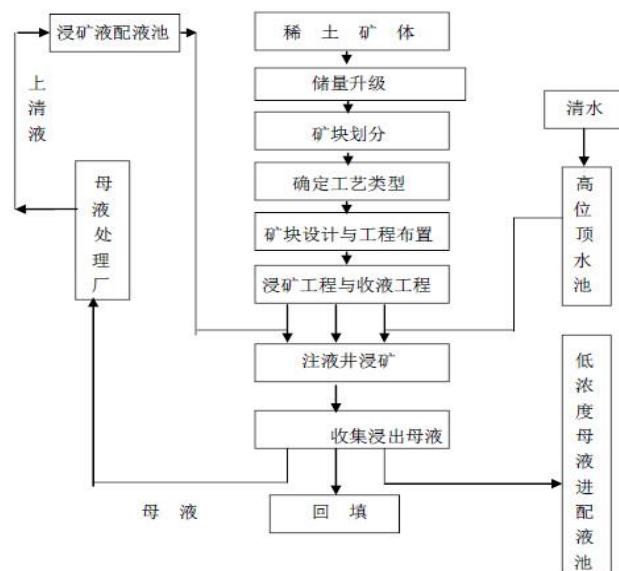 浸矿液配液池
稀土矿体
上清液
储量升级
清水
矿块划分
母液处理厂
确定工艺类型
高位顶水池
矿块设计与工程布置
浸矿工程与收液工程
注液井浸矿
低浓度母液进配液池
收集浸出母液
母液
回填